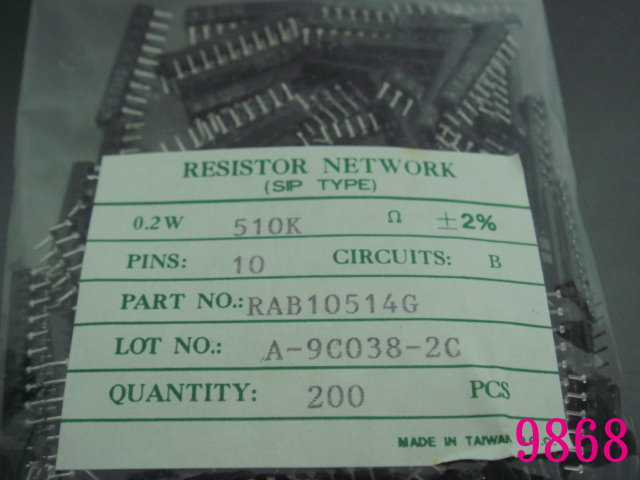 RESISTOR NETWORK
(SIP TYPE)
0.2W 510K Ω ±2%
PINS: 10 CIRCUITS: B
PART NO.: RAB10514G
LOT NO.: A-9C038-2C
QUANTITY: 200 PCS
MADE IN TAIWAN
9868